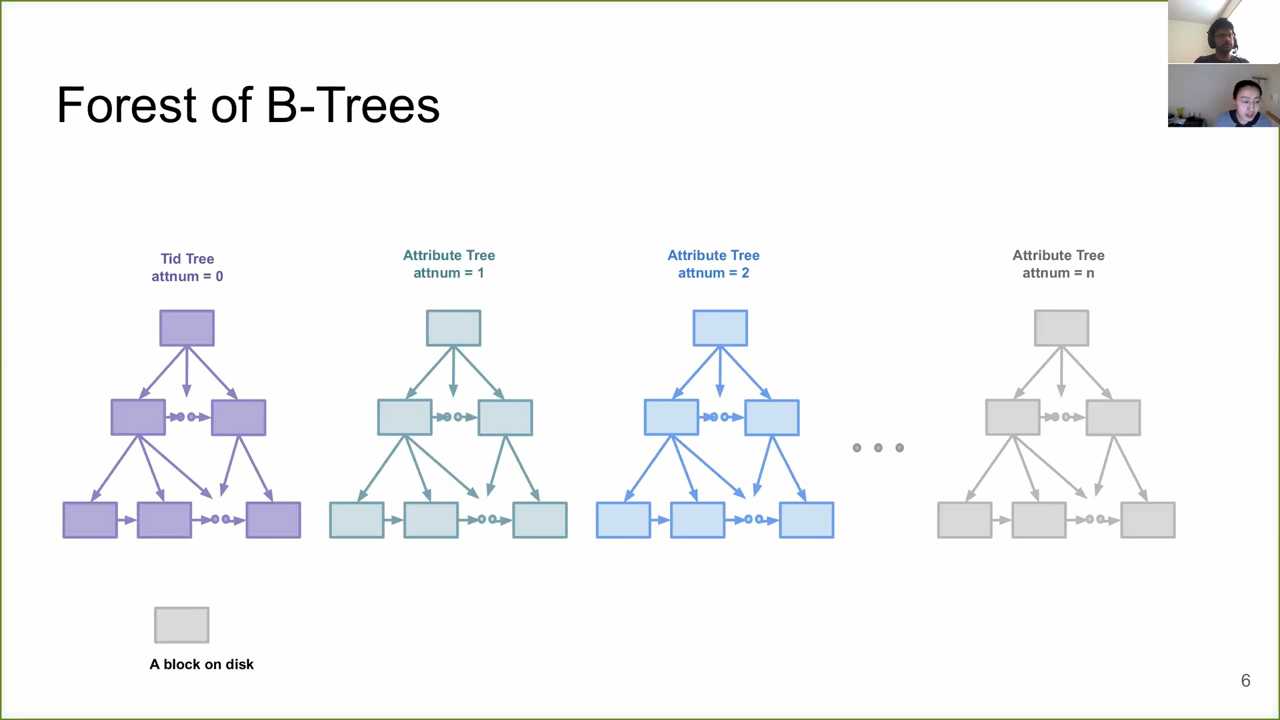 Forest of B-Trees
Tid Tree
attnum = 0
Attribute Tree
attnum = 1
Attribute Tree
attnum = 2
Attribute Tree
attnum = n
A block on disk
6